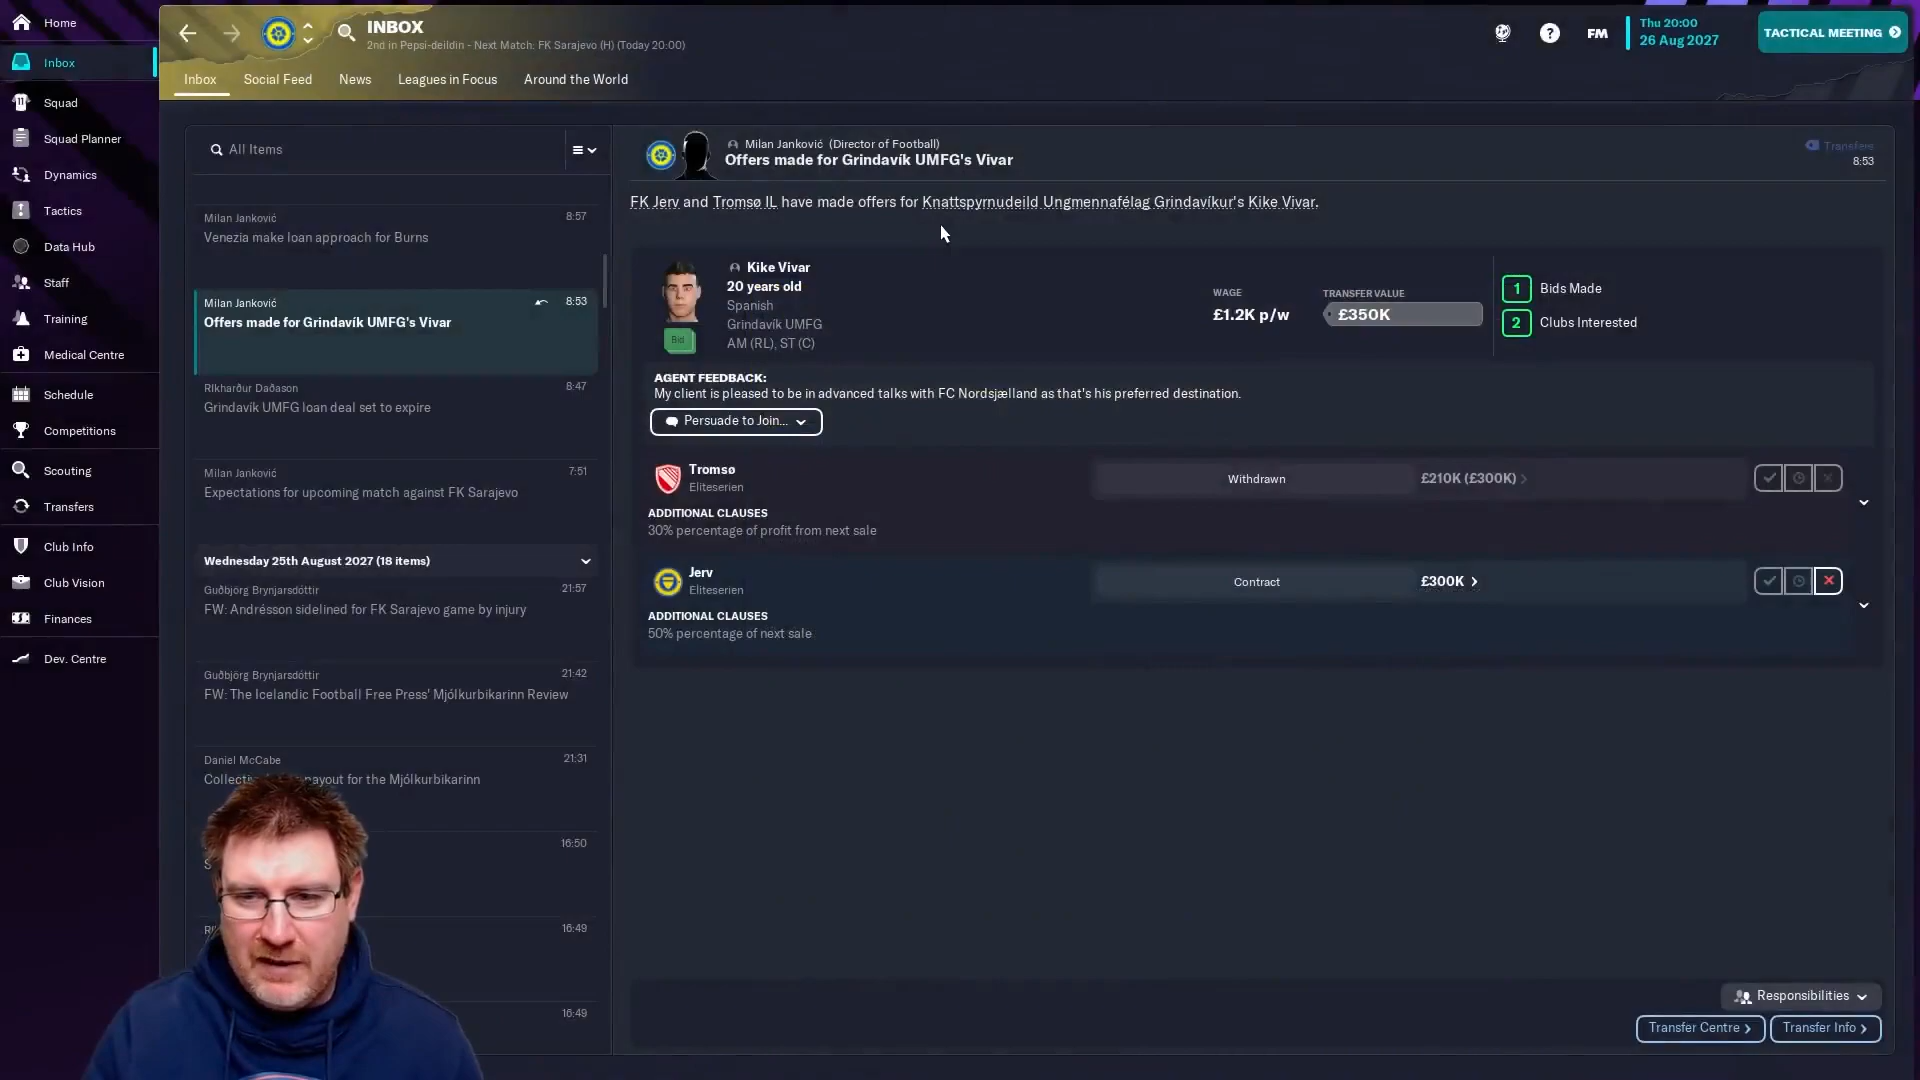 Home
Inbox
Squad
Squad Planner
Dynamics
Tactics
Data Hub
Staff
Training
Medical Centre
Schedule
Competitions
Scouting
Transfers
Club Info
Club Vision
Finances
Dev. Centre
INBOX
2nd in Pepsi-deildin - Next Match: FK Sarajevo (H) (Today 20:00)
FM
Thu 20:00
26 Aug 2027
TACTICAL MEETING
Inbox
Social Feed
News
Leagues in Focus
Around the World
All Items
Milan Janković 8:57
Venezia make loan approach for Burns
Milan Janković 8:53
Offers made for Grindavík UMFG's Vivar
Ríkharður Daðason 8:47
Grindavík UMFG loan deal set to expire
Milan Janković 7:51
Expectations for upcoming match against FK Sarajevo
Wednesday 25th August 2027 (18 items)
Guðbjörg Brynjarsdóttir 21:57
FW: Andrésson sidelined for FK Sarajevo game by injury
Guðbjörg Brynjarsdóttir 21:42
FW: The Icelandic Football Free Press' Mjólkurbikarinn Review
Daniel McCabe 21:31
payout for the Mjólkurbikarinn
16:50
16:49
16:49
Milan Janković (Director of Football)
Offers made for Grindavík UMFG's Vivar
Transfers
8:53
FK Jerv and Tromsø IL have made offers for Knattspyrnudeild Ungmennafélag Grindavíkur's Kike Vivar.
Kike Vivar
20 years old
Spanish
Grindavík UMFG
AM (RL), ST (C)
Bid
WAGE
£1.2K p/w
TRANSFER VALUE
£350K
1 Bids Made
2 Clubs Interested
AGENT FEEDBACK:
My client is pleased to be in advanced talks with FC Nordsjælland as that's his preferred destination.
Persuade to Join...
Tromsø
Eliteserien
Withdrawn
£210K (£300K)
ADDITIONAL CLAUSES
30% percentage of profit from next sale
Jerv
Eliteserien
Contract
£300K
ADDITIONAL CLAUSES
50% percentage of next sale
Responsibilities
Transfer Centre
Transfer Info